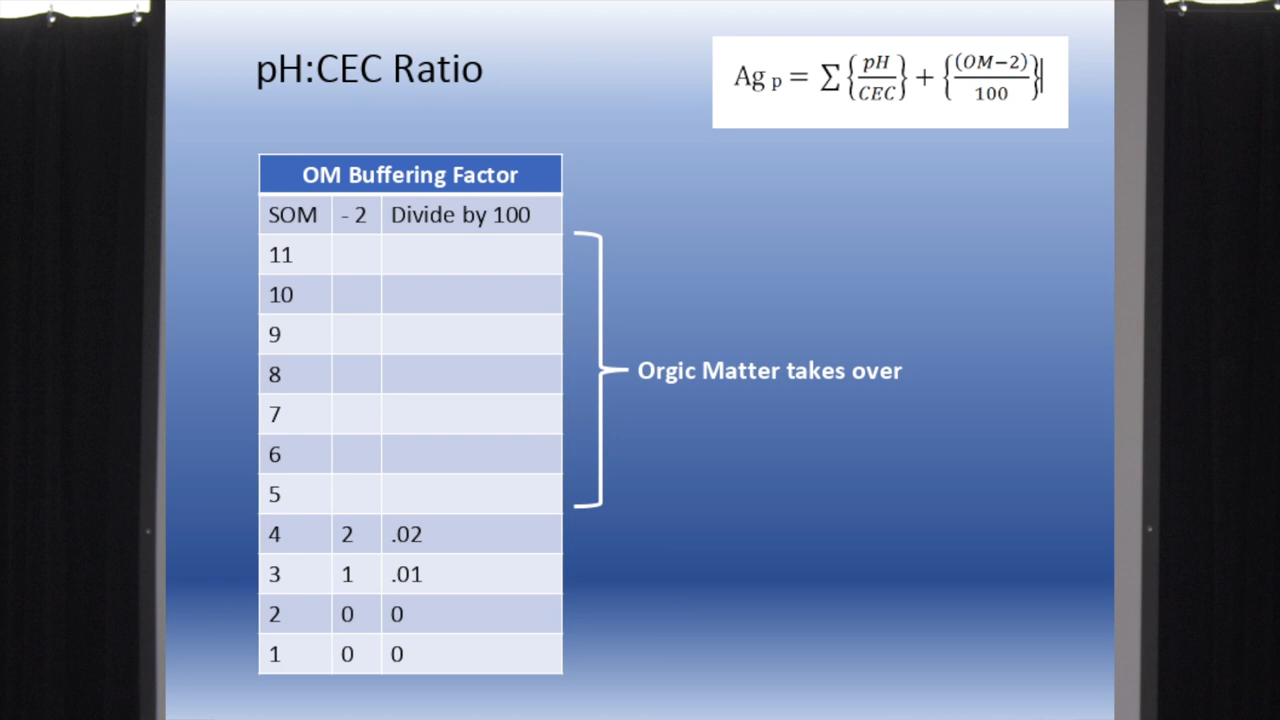 pH:CEC Ratio
Ag p = ∑ {pH/CEC} + {(OM−2)/100}
OM Buffering Factor
SOM - 2 Divide by 100
11
10
9
8
7
6
5
4 2 .02
3 1 .01
2 0 0
1 0 0
Orgic Matter takes over